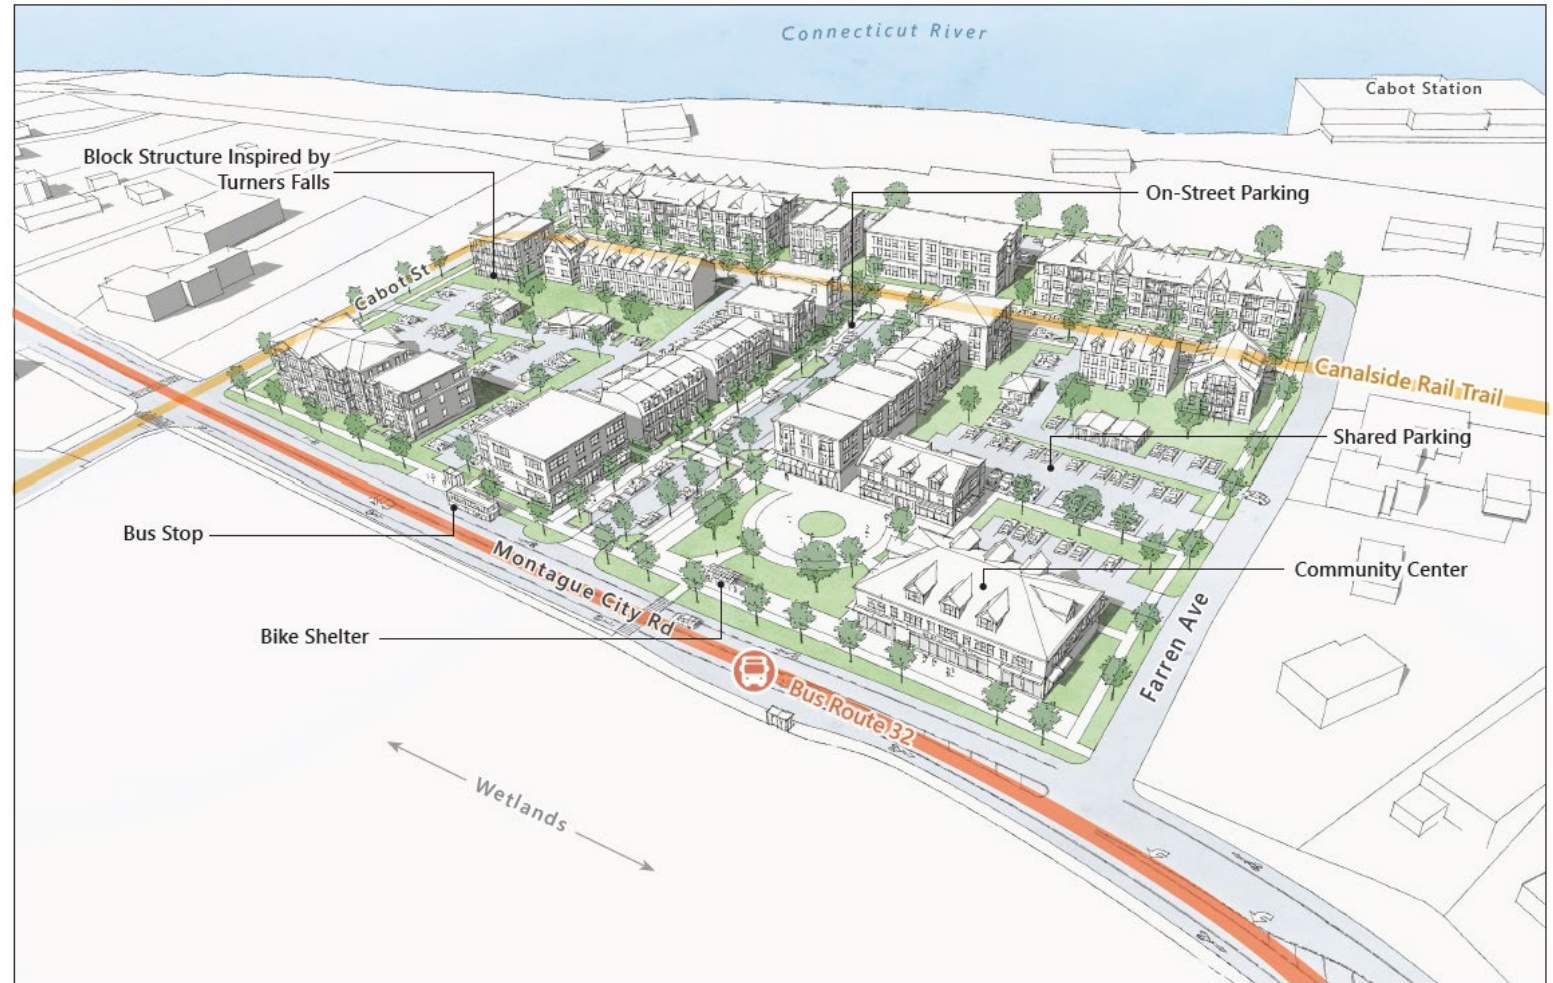 Connecticut River
Cabot Station
Block Structure Inspired by
Turners Falls
On-Street Parking
Cabot St
Canalside Rail Trail
Shared Parking
Bus Stop
Montague City Rd
Community Center
Bike Shelter
Farren Ave
Bus Route 32
Wetlands